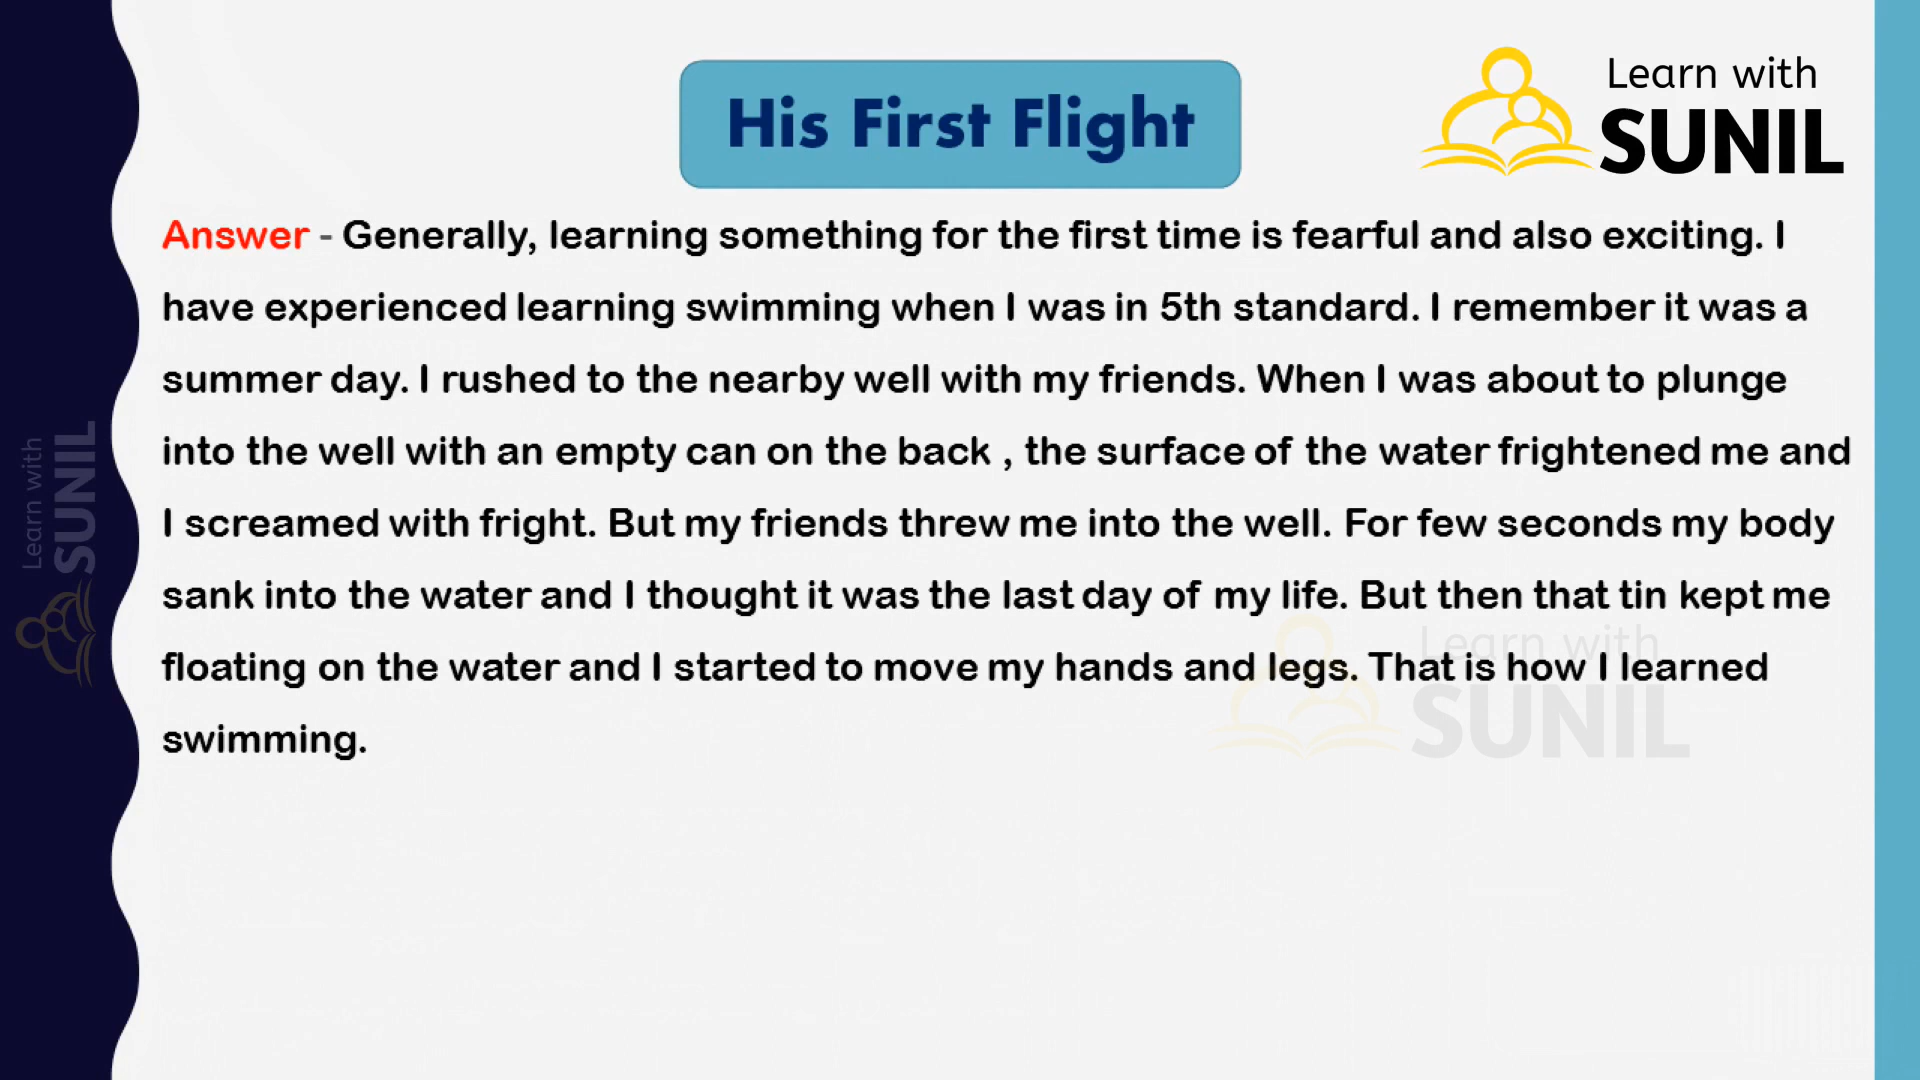 Learn with
SUNIL
His First Flight
Answer - Generally, learning something for the first time is fearful and also exciting. I
have experienced learning swimming when I was in 5th standard. I remember it was a
summer day. I rushed to the nearby well with my friends. When I was about to plunge
into the well with an empty can on the back , the surface of the water frightened me and
I screamed with fright. But my friends threw me into the well. For few seconds my body
sank into the water and I thought it was the last day of my life. But then that tin kept me
floating on the water and I started to move my hands and legs. That is how I learned
swimming.
Learn with
SUNIL
Learn with
SUNIL